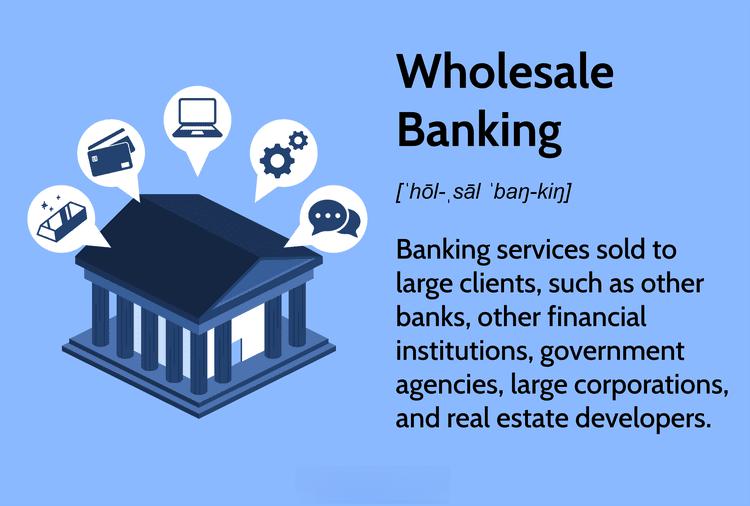 Wholesale
Banking
[ˈhōl-ˌsāl ˈbaŋ-kiŋ]
Banking services sold to
large clients, such as other
banks, other financial
institutions, government
agencies, large corporations,
and real estate developers.